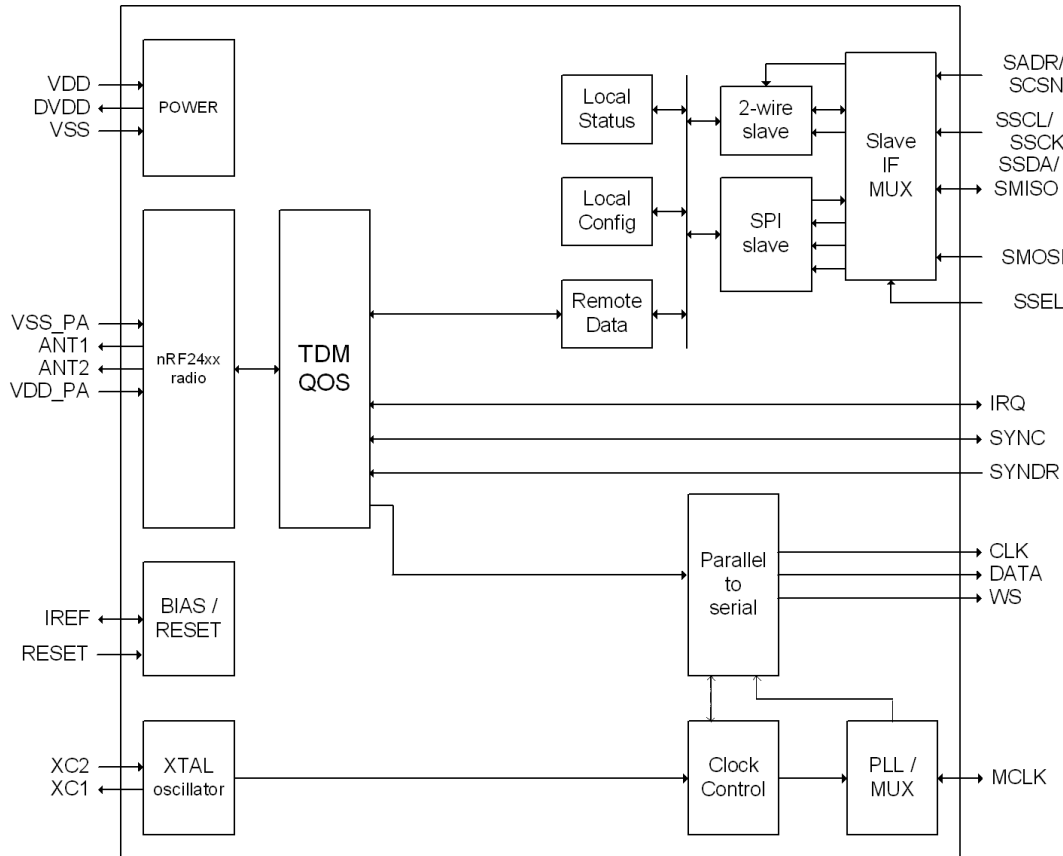 VDD
DVDD
VSS
POWER
VSS_PA
ANT1
ANT2
VDD_PA
nRF24xx
radio
TDM
QOS
IREF
RESET
BIAS /
RESET
XC2
XC1
XTAL
oscillator
Local
Status
Local
Config
Remote
Data
2-wire
slave
SPI
slave
Slave
IF
MUX
SADR/
SCSN
SSCL/
SSCK
SSDA/
SMISO
SMOSI
SSEL
IRQ
SYNC
SYNDR
Parallel
to
serial
CLK
DATA
WS
Clock
Control
PLL /
MUX
MCLK